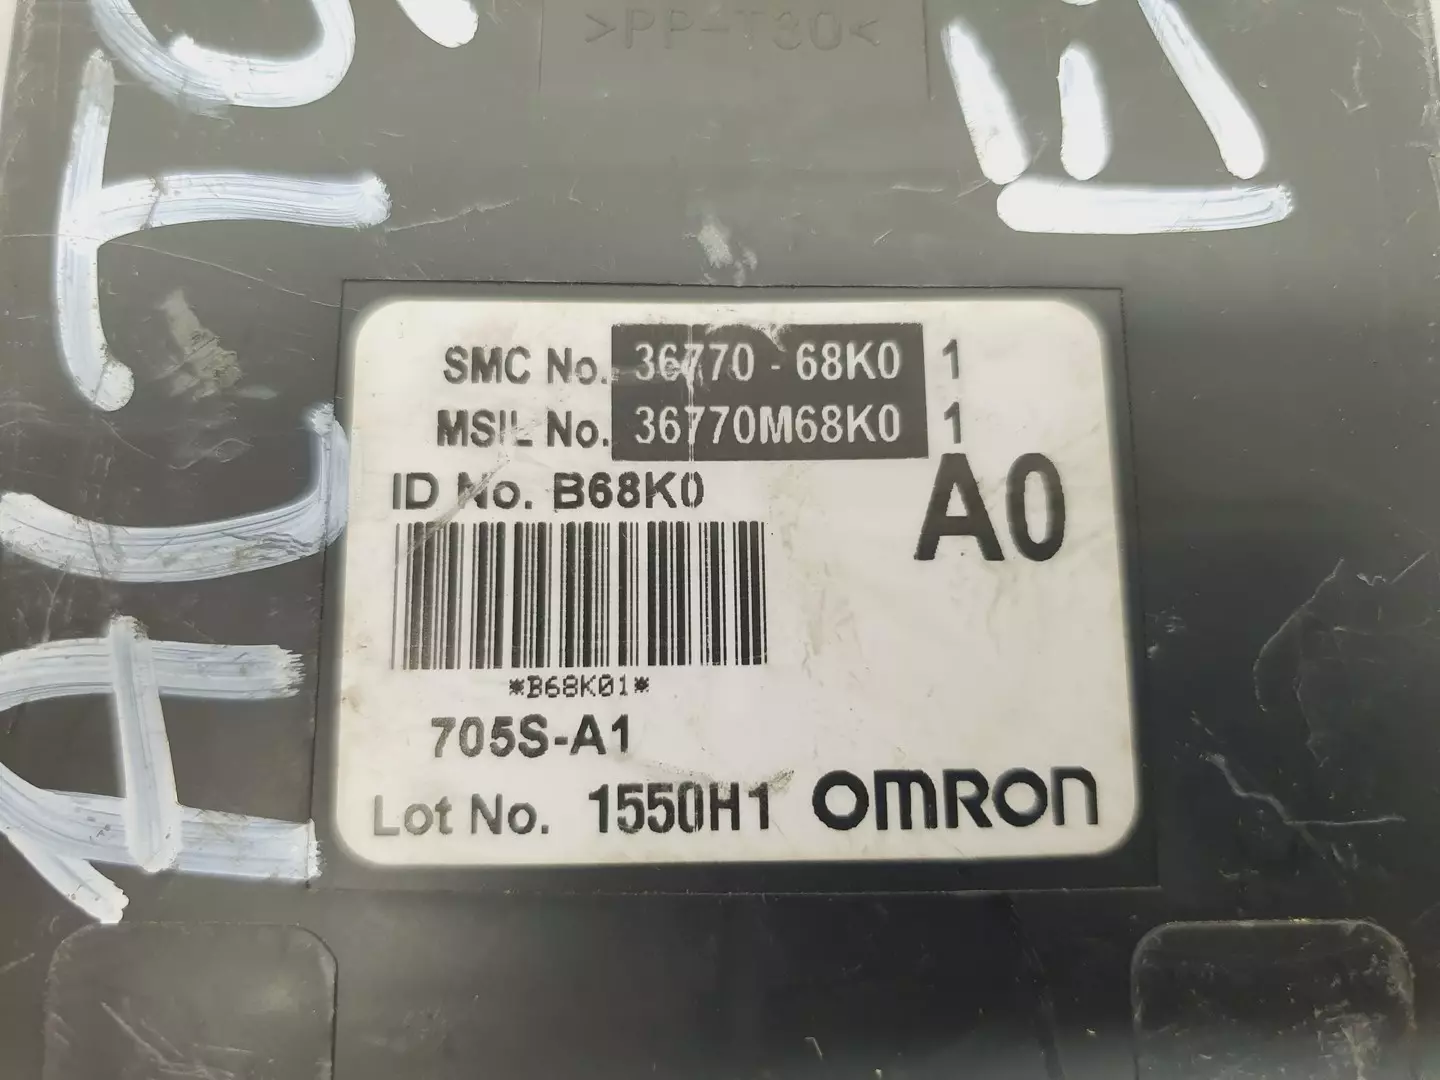 >PP-T30<
SMC No. 36770-68K0 1
MSIL No. 36770M68K0 1
ID No. B68K0
A0
*B68K01*
705S-A1
Lot No. 1550H1 OMRON